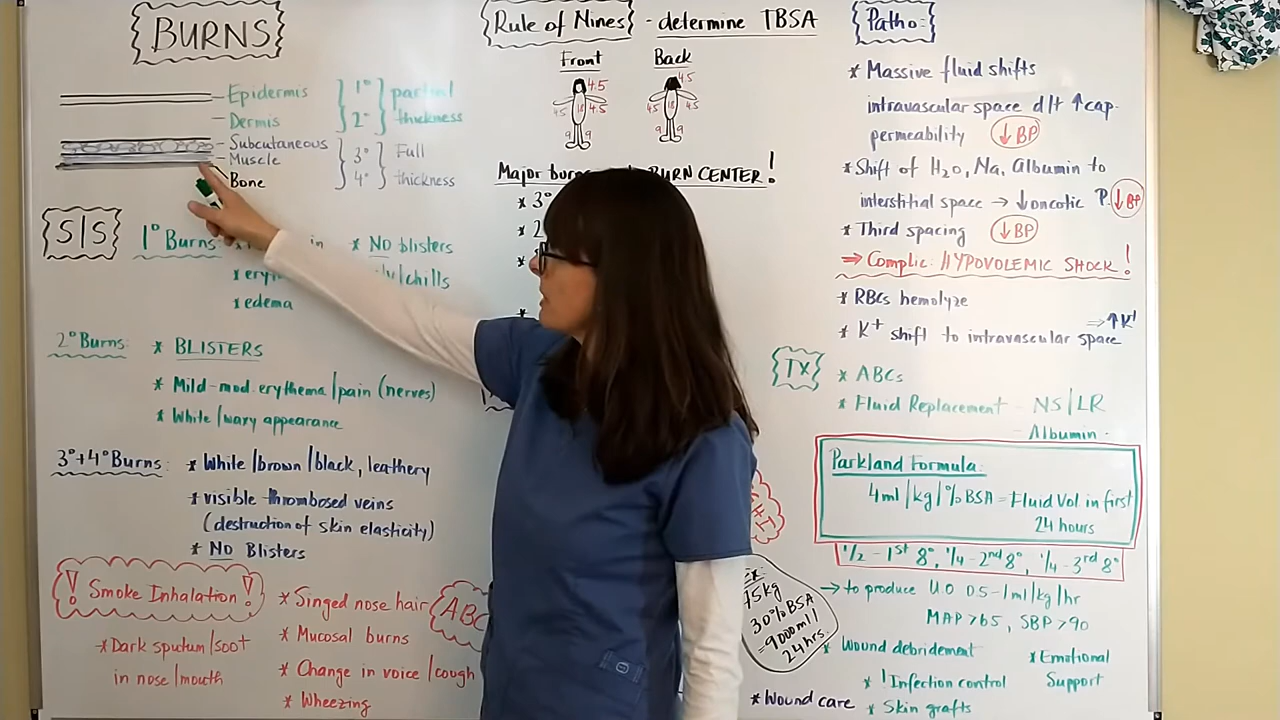 BURNS
Epidermis
Dermis
Subcutaneous
Muscle
Bone
1°
2°
partial
thickness
3°
4°
Full
thickness
S|S
1° Burns:
* NO blisters
/chills
* edema
2° Burns:
* BLISTERS
* Mild-mod. erythema/pain (nerves)
* White/waxy appearance
3°+4° Burns:
* White/brown/black, leathery
* visible thrombosed veins
(destruction of skin elasticity)
* NO Blisters
! Smoke Inhalation !
* Dark sputum/soot
in nose/mouth
* Singed nose hair
* Mucosal burns
* Change in voice/cough
* Wheezing
ABC
Rule of Nines - determine TBSA
Front
Back
4.5
4.5
4.5
18
9
9
4.5
4.5
4.5
18
9
9
Major BURN CENTER!
* 3°
* 2
*
*
Ex:
75kg
30% BSA
=9000ml/
24hrs.
* Wound care
Patho:
* Massive fluid shifts
intravascular space d/t ↑cap-
permeability ↓BP
* Shift of H2O, Na, Albumin to
interstitial space → ↓oncotic P. ↓BP
* Third spacing ↓BP
⇒ Complic: HYPOVOLEMIC SHOCK!
* RBCs hemolyze
* K+ shift to intravascular space ⇒↑K+
TX
* ABCs
* Fluid Replacement - NS/LR
- Albumin
Parkland Formula:
4ml/kg/%BSA = Fluid Vol in first
24 hours
1/2 - 1st 8°, 1/4 - 2nd 8°, 1/4 - 3rd 8°
→ to produce U.O 0.5-1ml/kg/hr
MAP >65, SBP >90
* Wound debridement
* Emotional
Support
* ! Infection control
* Skin grafts